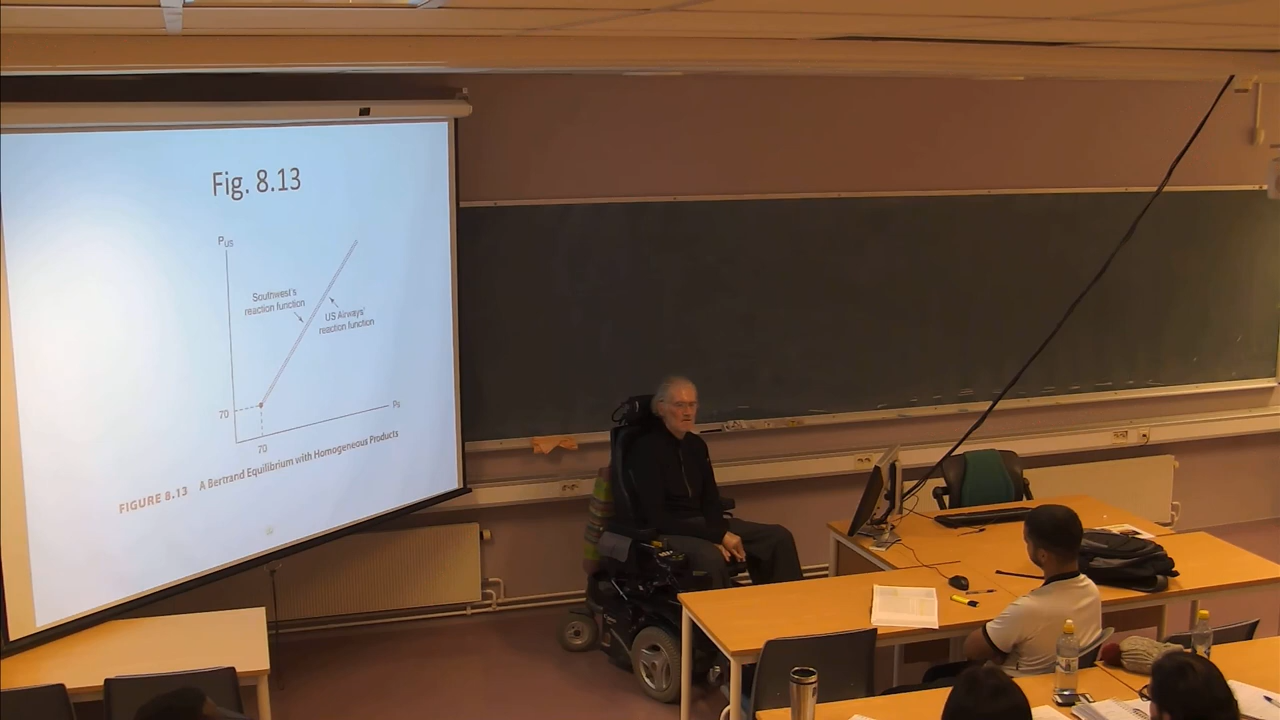 Fig. 8.13
PUS
Southwest's
reaction function
US Airways'
reaction function
70
PS
70
FIGURE 8.13 A Bertrand Equilibrium with Homogeneous Products